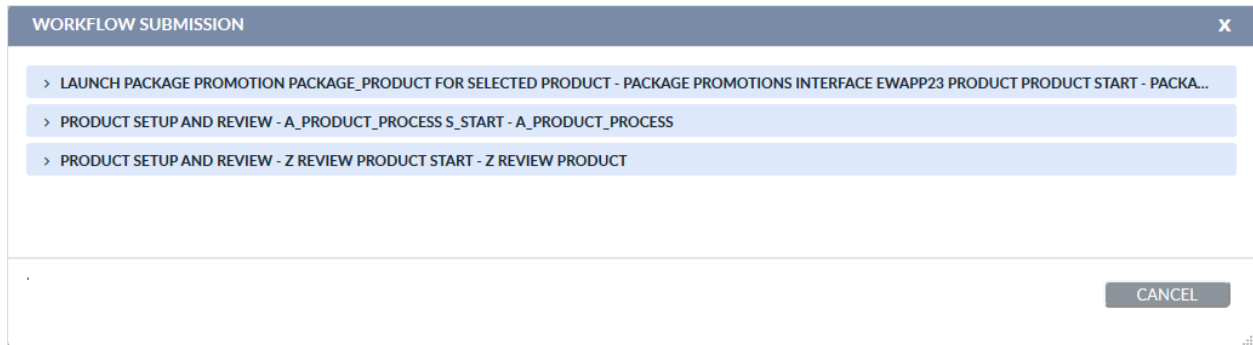 WORKFLOW SUBMISSION X
> LAUNCH PACKAGE PROMOTION PACKAGE_PRODUCT FOR SELECTED PRODUCT - PACKAGE PROMOTIONS INTERFACE EWAPP23 PRODUCT PRODUCT START - PACKA...
> PRODUCT SETUP AND REVIEW - A_PRODUCT_PROCESS S_START - A_PRODUCT_PROCESS
> PRODUCT SETUP AND REVIEW - Z REVIEW PRODUCT START - Z REVIEW PRODUCT
.
CANCEL